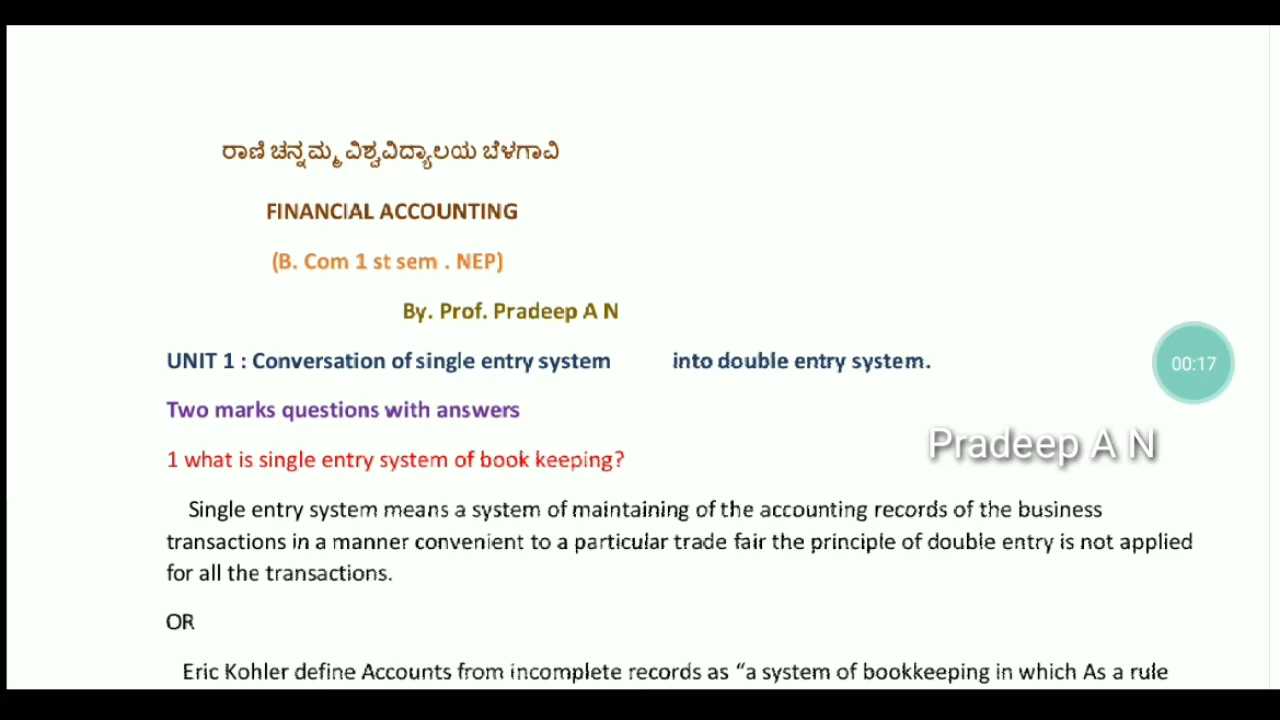 ರಾಣಿ ಚನ್ನಮ್ಮ ವಿಶ್ವವಿದ್ಯಾಲಯ ಬೆಳಗಾವಿ
FINANCIAL ACCOUNTING
(B. Com 1 st sem . NEP)
By. Prof. Pradeep A N
UNIT 1 : Conversation of single entry system into double entry system.
00:17
Two marks questions with answers
Pradeep A N
1 what is single entry system of book keeping?
Single entry system means a system of maintaining of the accounting records of the business
transactions in a manner convenient to a particular trade fair the principle of double entry is not applied
for all the transactions.
OR
Eric Kohler define Accounts from incomplete records as “a system of bookkeeping in which As a rule